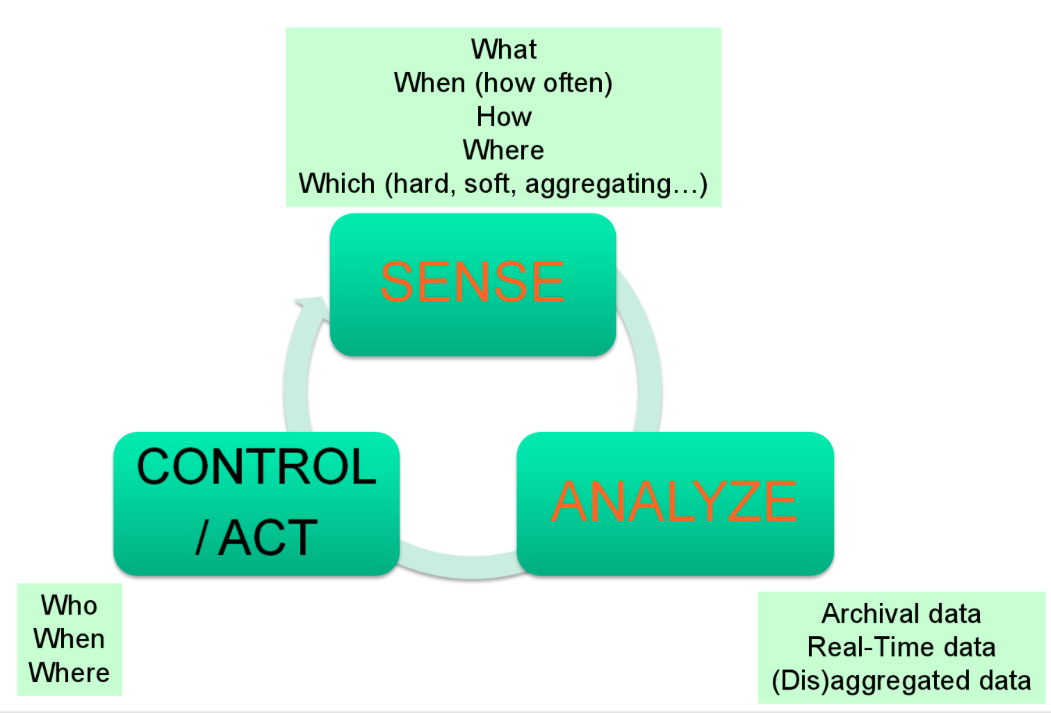 What
When (how often)
How
Where
Which (hard, soft, aggregating…)
SENSE
CONTROL
/ ACT
ANALYZE
Who
When
Where
Archival data
Real-Time data
(Dis)aggregated data